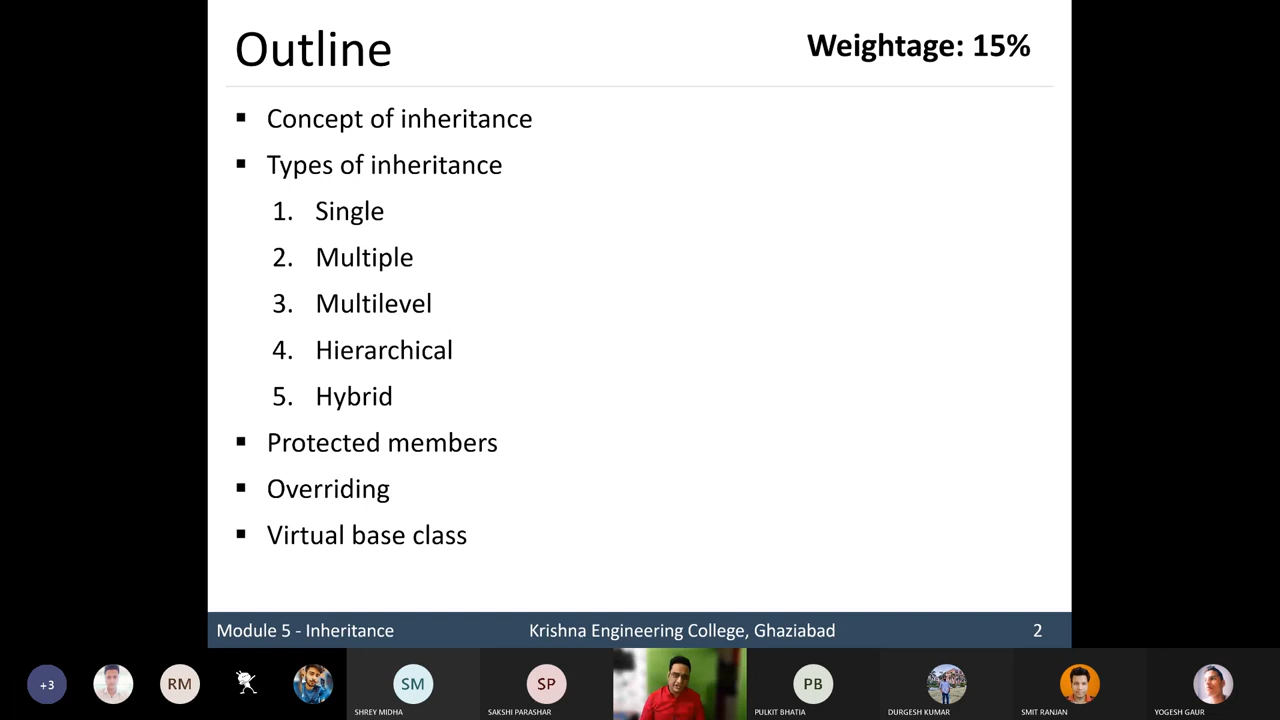 Outline
Weightage: 15%
▪ Concept of inheritance
▪ Types of inheritance
1. Single
2. Multiple
3. Multilevel
4. Hierarchical
5. Hybrid
▪ Protected members
▪ Overriding
▪ Virtual base class
Module 5 - Inheritance
Krishna Engineering College, Ghaziabad
2
+3
RM
SM
SP
PB
SHREY MIDHA
SAKSHI PARASHAR
PULKIT BHATIA
DURGESH KUMAR
SMIT RANJAN
YOGESH GAUR